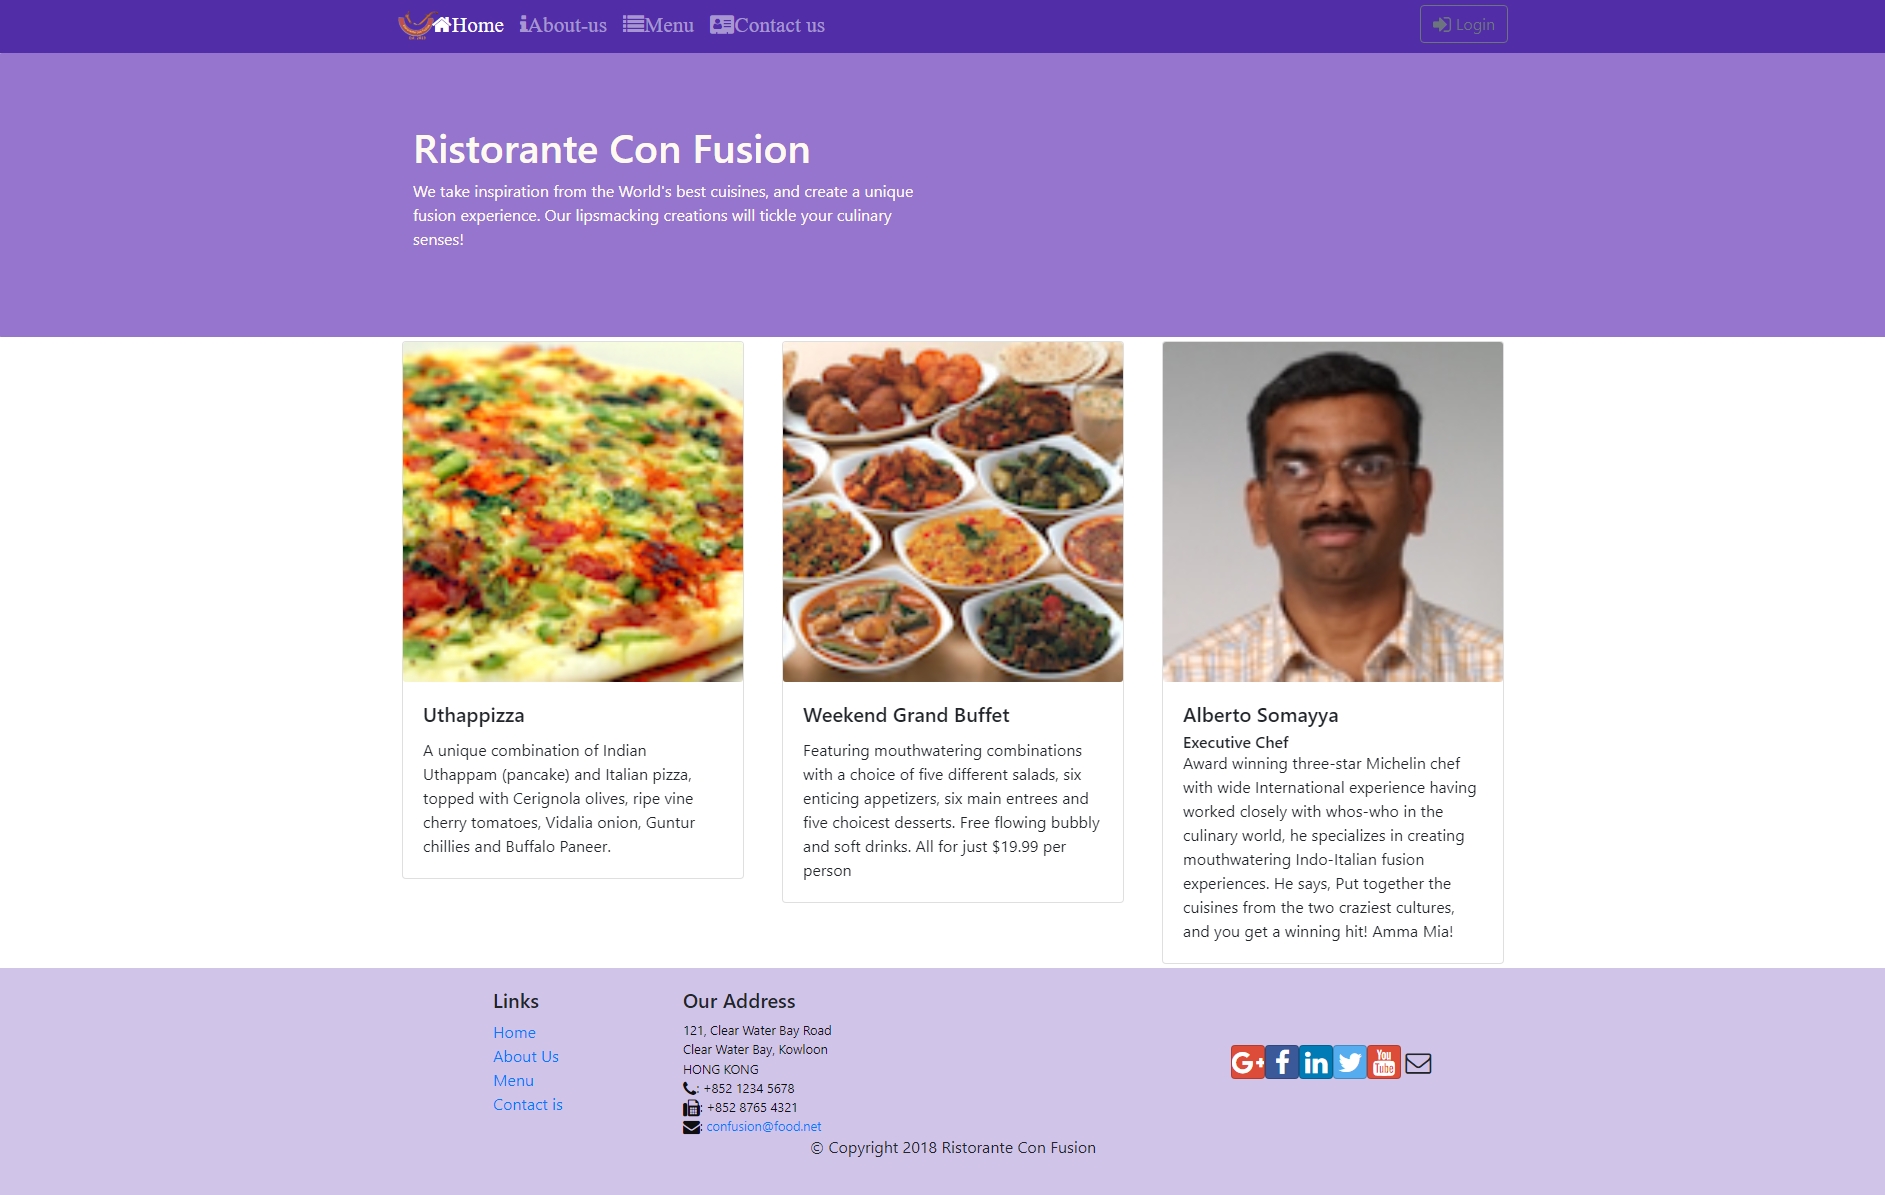 Home About-us Menu Contact us Login
Ristorante Con Fusion
We take inspiration from the World's best cuisines, and create a unique
fusion experience. Our lipsmacking creations will tickle your culinary
senses!
Uthappizza
A unique combination of Indian
Uthappam (pancake) and Italian pizza,
topped with Cerignola olives, ripe vine
cherry tomatoes, Vidalia onion, Guntur
chillies and Buffalo Paneer.
Weekend Grand Buffet
Featuring mouthwatering combinations
with a choice of five different salads, six
enticing appetizers, six main entrees and
five choicest desserts. Free flowing bubbly
and soft drinks. All for just $19.99 per
person
Alberto Somayya
Executive Chef
Award winning three-star Michelin chef
with wide International experience having
worked closely with whos-who in the
culinary world, he specializes in creating
mouthwatering Indo-Italian fusion
experiences. He says, Put together the
cuisines from the two craziest cultures,
and you get a winning hit! Amma Mia!
Links
Home
About Us
Menu
Contact is
Our Address
121, Clear Water Bay Road
Clear Water Bay, Kowloon
HONG KONG
: +852 1234 5678
: +852 8765 4321
: confusion@food.net
G+ f in You Tube
© Copyright 2018 Ristorante Con Fusion